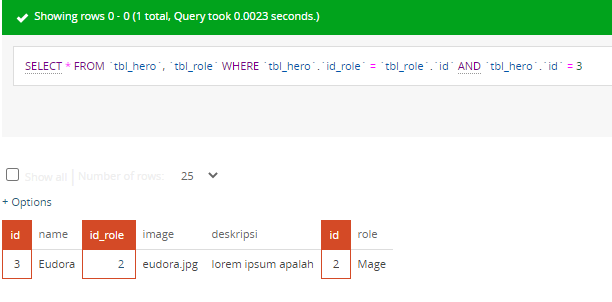 Showing rows 0 - 0 (1 total, Query took 0.0023 seconds.)
SELECT * FROM `tbl_hero`, `tbl_role` WHERE `tbl_hero`.`id_role` = `tbl_role`.`id` AND `tbl_hero`.`id` = 3
Show all | Number of rows: 25
+ Options
id name id_role image deskripsi id role
3 Eudora 2 eudora.jpg lorem ipsum apalah 2 Mage